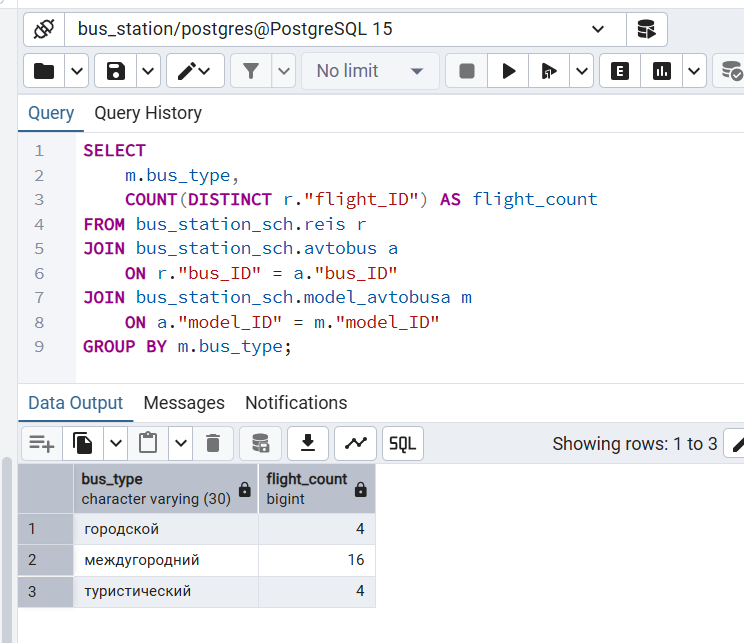 bus_station/postgres@PostgreSQL 15
No limit
E
Query Query History
1 SELECT
2 m.bus_type,
3 COUNT(DISTINCT r."flight_ID") AS flight_count
4 FROM bus_station_sch.reis r
5 JOIN bus_station_sch.avtobus a
6 ON r."bus_ID" = a."bus_ID"
7 JOIN bus_station_sch.model_avtobusa m
8 ON a."model_ID" = m."model_ID"
9 GROUP BY m.bus_type;
Data Output Messages Notifications
SQL Showing rows: 1 to 3
bus_type flight_count
character varying (30) bigint
1 городской 4
2 междугородний 16
3 туристический 4